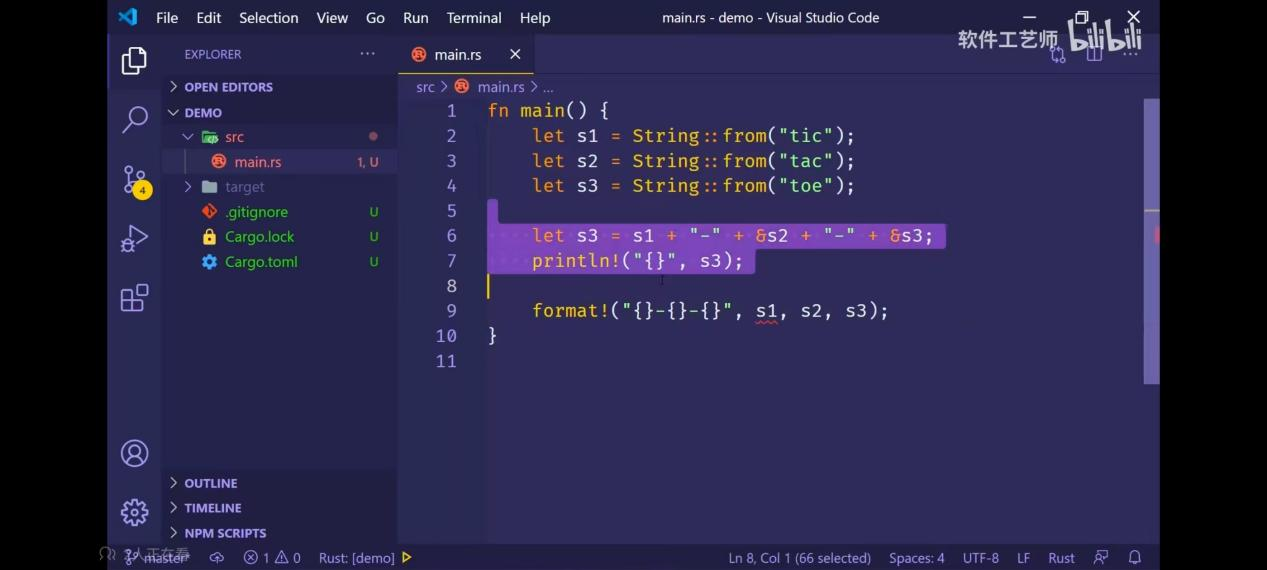 File Edit Selection View Go Run Terminal Help main.rs - demo - Visual Studio Code
软件工艺师 bilibili
EXPLORER ···
main.rs
OPEN EDITORS
src > main.rs > ...
DEMO
src
main.rs 1, U
target
.gitignore U
Cargo.lock U
Cargo.toml U
4
1 fn main() {
2 let s1 = String::from("tic");
3 let s2 = String::from("tac");
4 let s3 = String::from("toe");
5
6 let s3 = s1 + "-" + &s2 + "-" + &s3;
7 println!("{}", s3);
8
9 format!("{}-{}-{}", s1, s2, s3);
10 }
11
OUTLINE
TIMELINE
NPM SCRIPTS
人正在看
master 1 0 Rust: [demo] Ln 8, Col 1 (66 selected) Spaces: 4 UTF-8 LF Rust